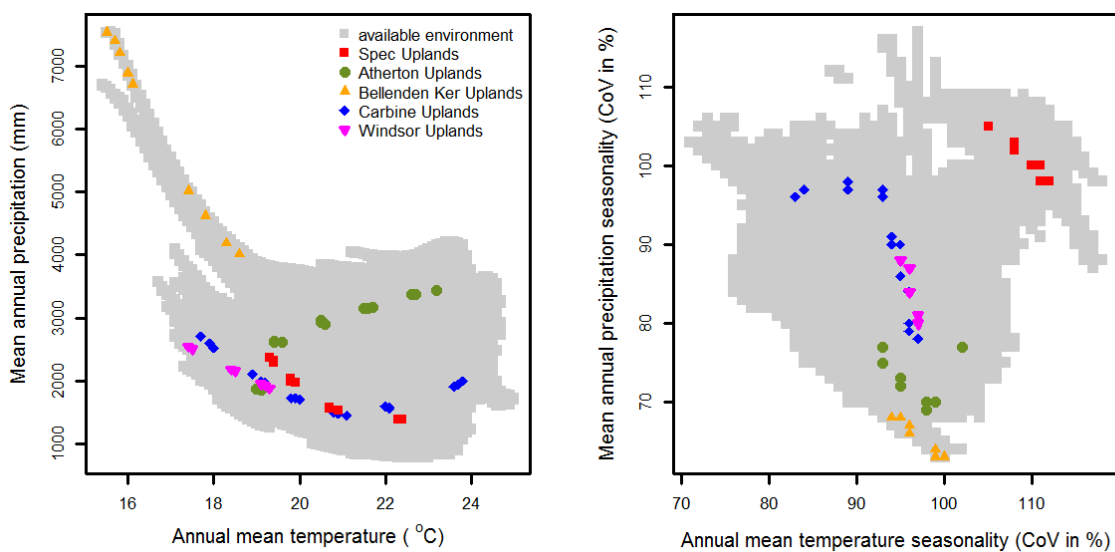 available environment
Spec Uplands
Atherton Uplands
Bellenden Ker Uplands
Carbine Uplands
Windsor Uplands
Mean annual precipitation (mm)
1000 2000 3000 4000 5000 6000 7000
16 18 20 22 24
Annual mean temperature ( °C)
Mean annual precipitation seasonality (CoV in %)
70 80 90 100 110
70 80 90 100 110
Annual mean temperature seasonality (CoV in %)